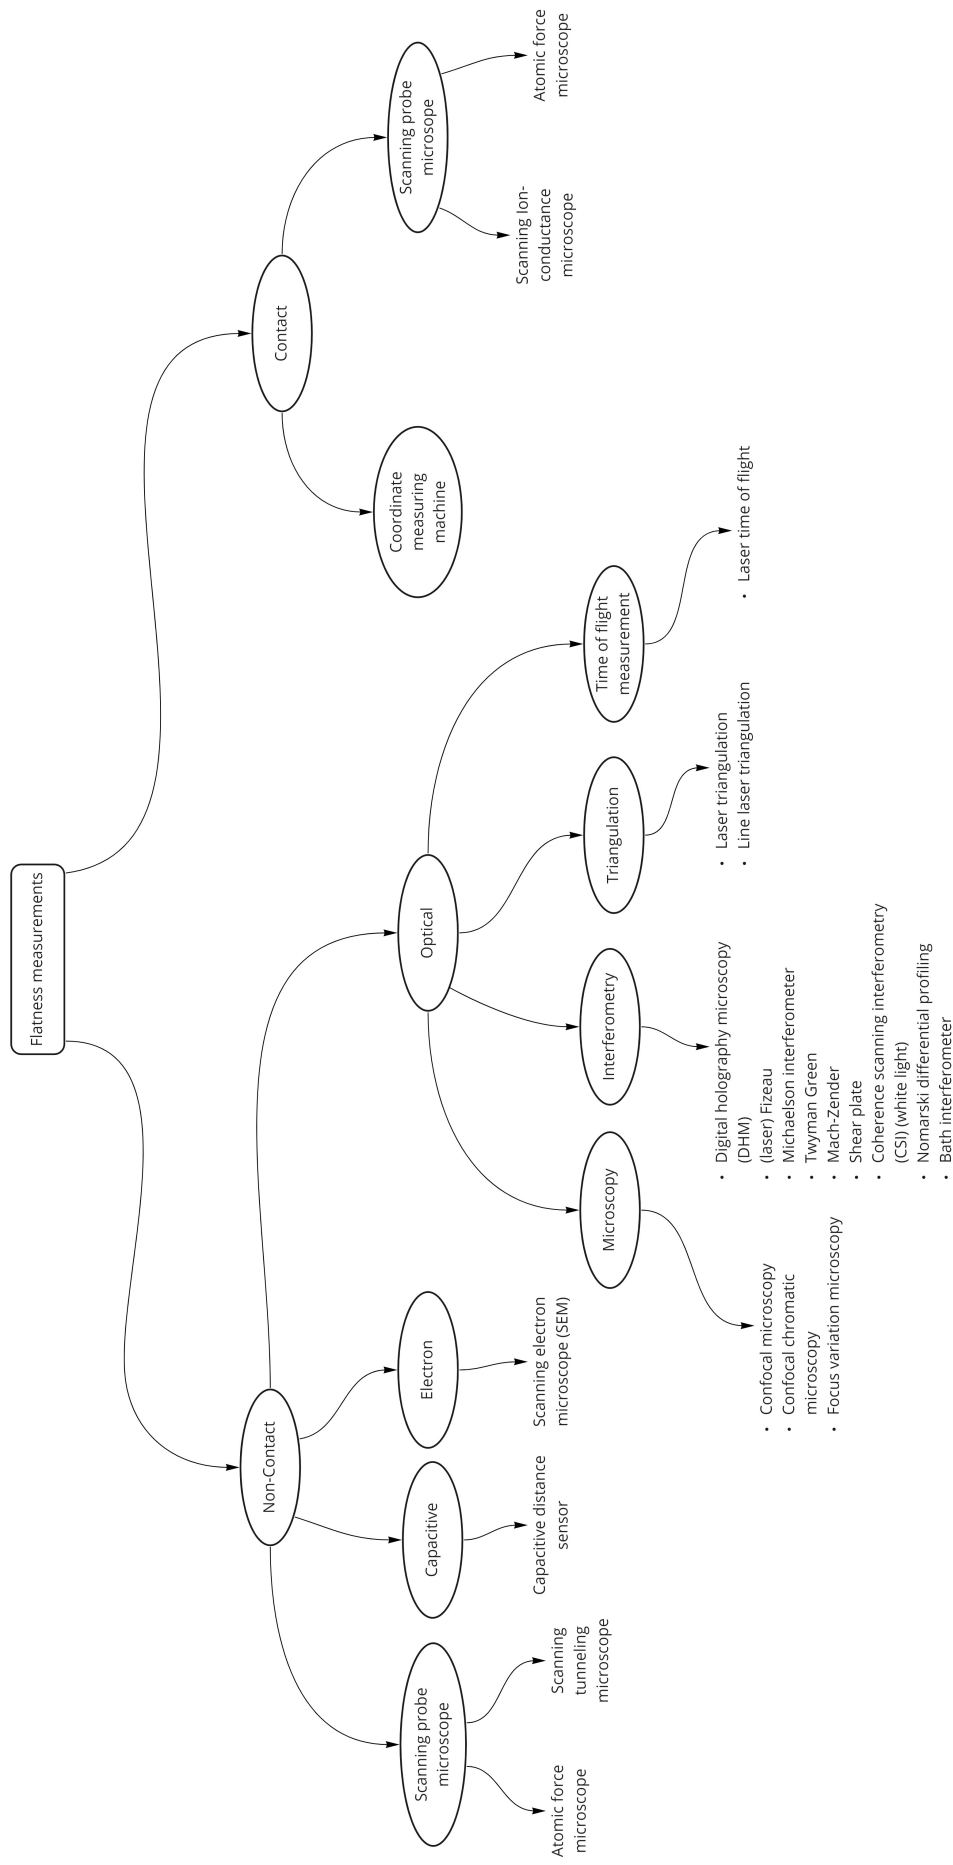 Flatness measurements
Non-Contact
Contact
Scanning probe
microscope
Capacitive
Electron
Optical
Coordinate
measuring
machine
Scanning probe
microsope
Atomic force
microscope
Scanning
tunneling
microscope
Capacitive distance
sensor
Scanning electron
microscope (SEM)
Microscopy
Interferometry
Triangulation
Time of flight
measurement
Scanning Ion-
conductance
microscope
Atomic force
microscope
• Confocal microscopy
• Confocal chromatic
microscopy
• Focus variation microscopy
• Digital holography microscopy
(DHM)
• (laser) Fizeau
• Michaelson interferometer
• Twyman Green
• Mach-Zender
• Shear plate
• Coherence scanning interferometry
(CSI) (white light)
• Nomarski differential profiling
• Bath interferometer
• Laser triangulation
• Line laser triangulation
• Laser time of flight